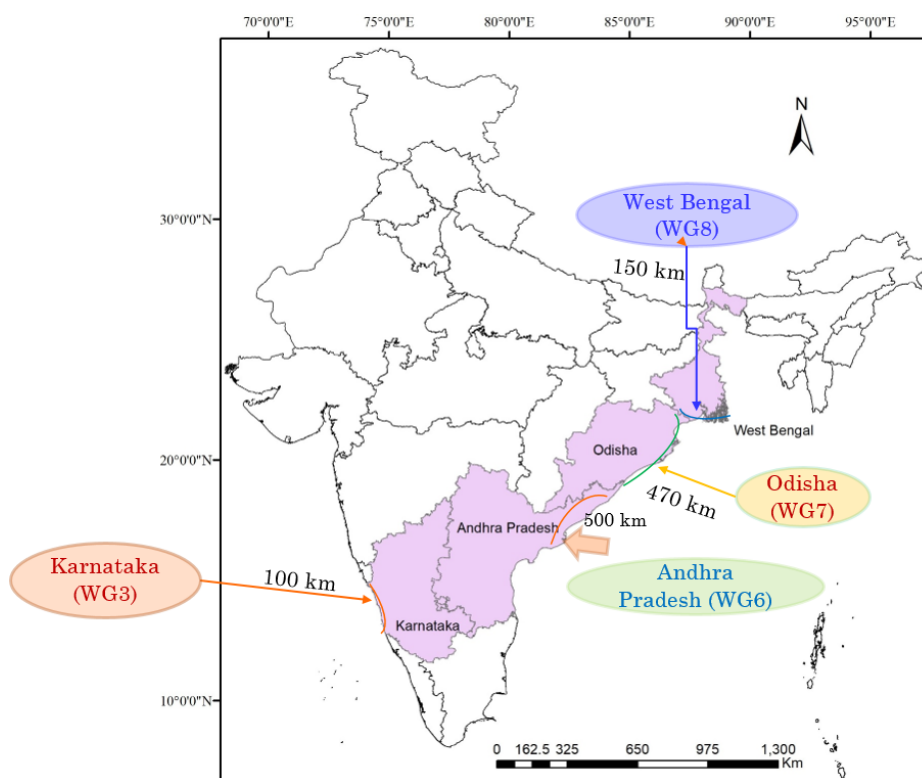 70°0'0"E 75°0'0"E 80°0'0"E 85°0'0"E 90°0'0"E 95°0'0"E
N
West Bengal
(WG8)
30°0'0"N
150 km
West Bengal
Odisha
20°0'0"N
Odisha
(WG7)
470 km
500 km
Andhra Pradesh
Karnataka
(WG3)
100 km
Andhra
Pradesh (WG6)
Karnataka
10°0'0"N
0 162.5 325 650 975 1,300
Km